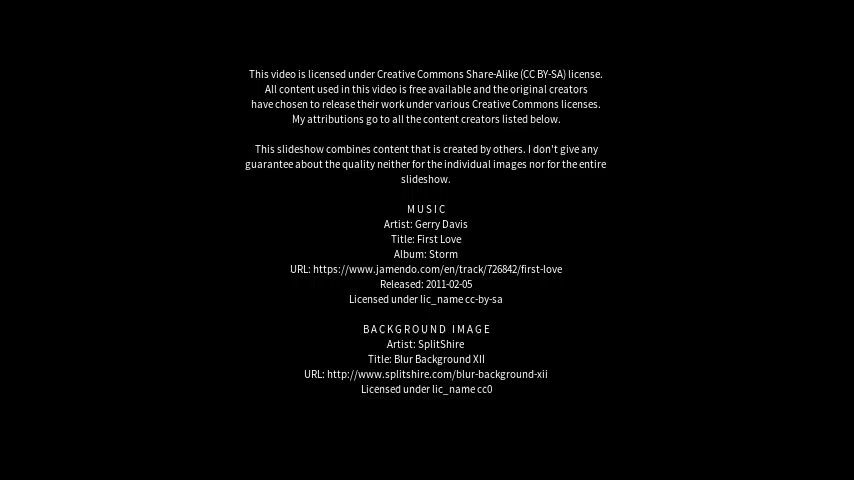 This video is licensed under Creative Commons Share-Alike (CC BY-SA) license.
All content used in this video is free available and the original creators
have chosen to release their work under various Creative Commons licenses.
My attributions go to all the content creators listed below.
This slideshow combines content that is created by others. I don't give any
guarantee about the quality neither for the individual images nor for the entire
slideshow.
MUSIC
Artist: Gerry Davis
Title: First Love
Album: Storm
URL: https://www.jamendo.com/en/track/726842/first-love
Released: 2011-02-05
Licensed under lic_name cc-by-sa
BACKGROUND IMAGE
Artist: SplitShire
Title: Blur Background XII
URL: http://www.splitshire.com/blur-background-xii
Licensed under lic_name cc0